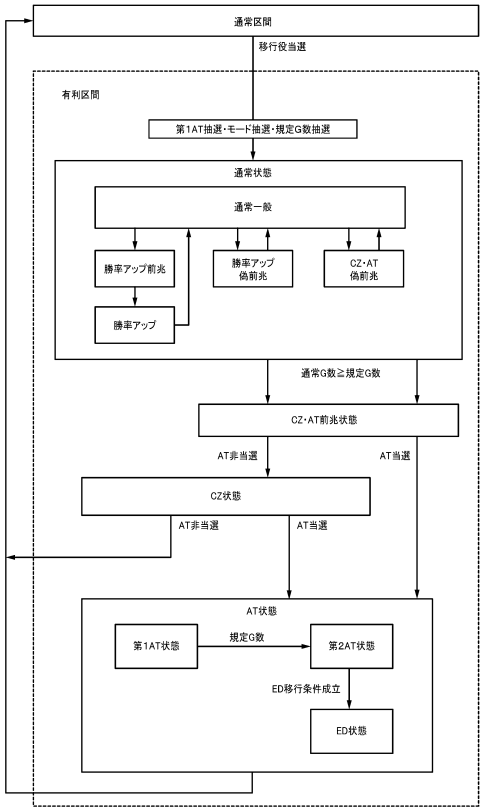 通常区間
移行役当選
有利区間
第1AT抽選・モード抽選・規定G数抽選
通常状態
通常一般
勝率アップ前兆
勝率アップ
偽前兆
CZ・AT
偽前兆
勝率アップ
通常G数≧規定G数
CZ・AT前兆状態
AT非当選
AT当選
CZ状態
AT非当選
AT当選
AT状態
第1AT状態
規定G数
第2AT状態
ED移行条件成立
ED状態